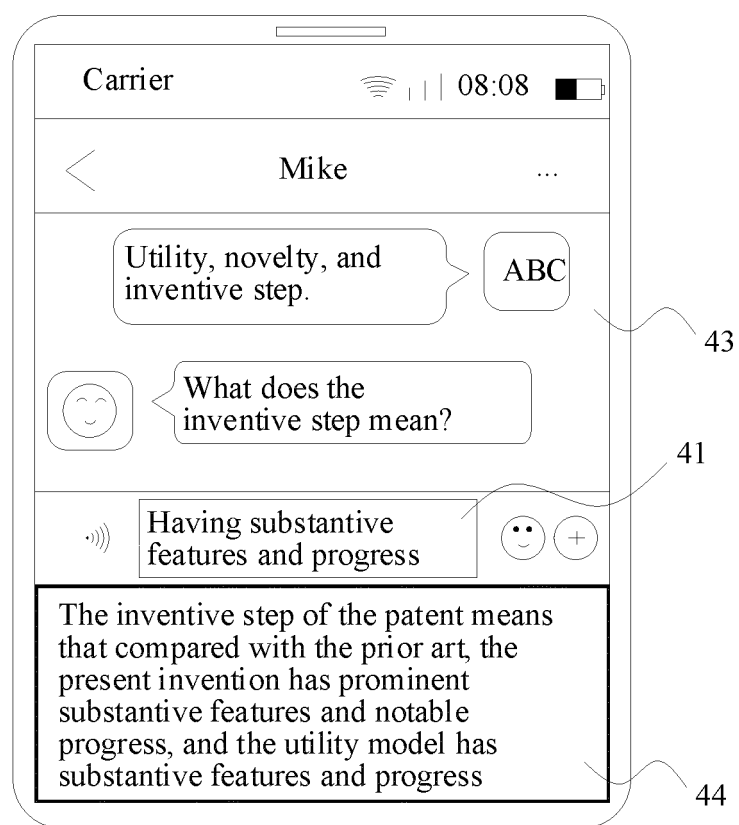 Carrier 08:08
Mike ...
Utility, novelty, and
inventive step.
ABC
43
What does the
inventive step mean?
41
Having substantive
features and progress
The inventive step of the patent means
that compared with the prior art, the
present invention has prominent
substantive features and notable
progress, and the utility model has
substantive features and progress
44